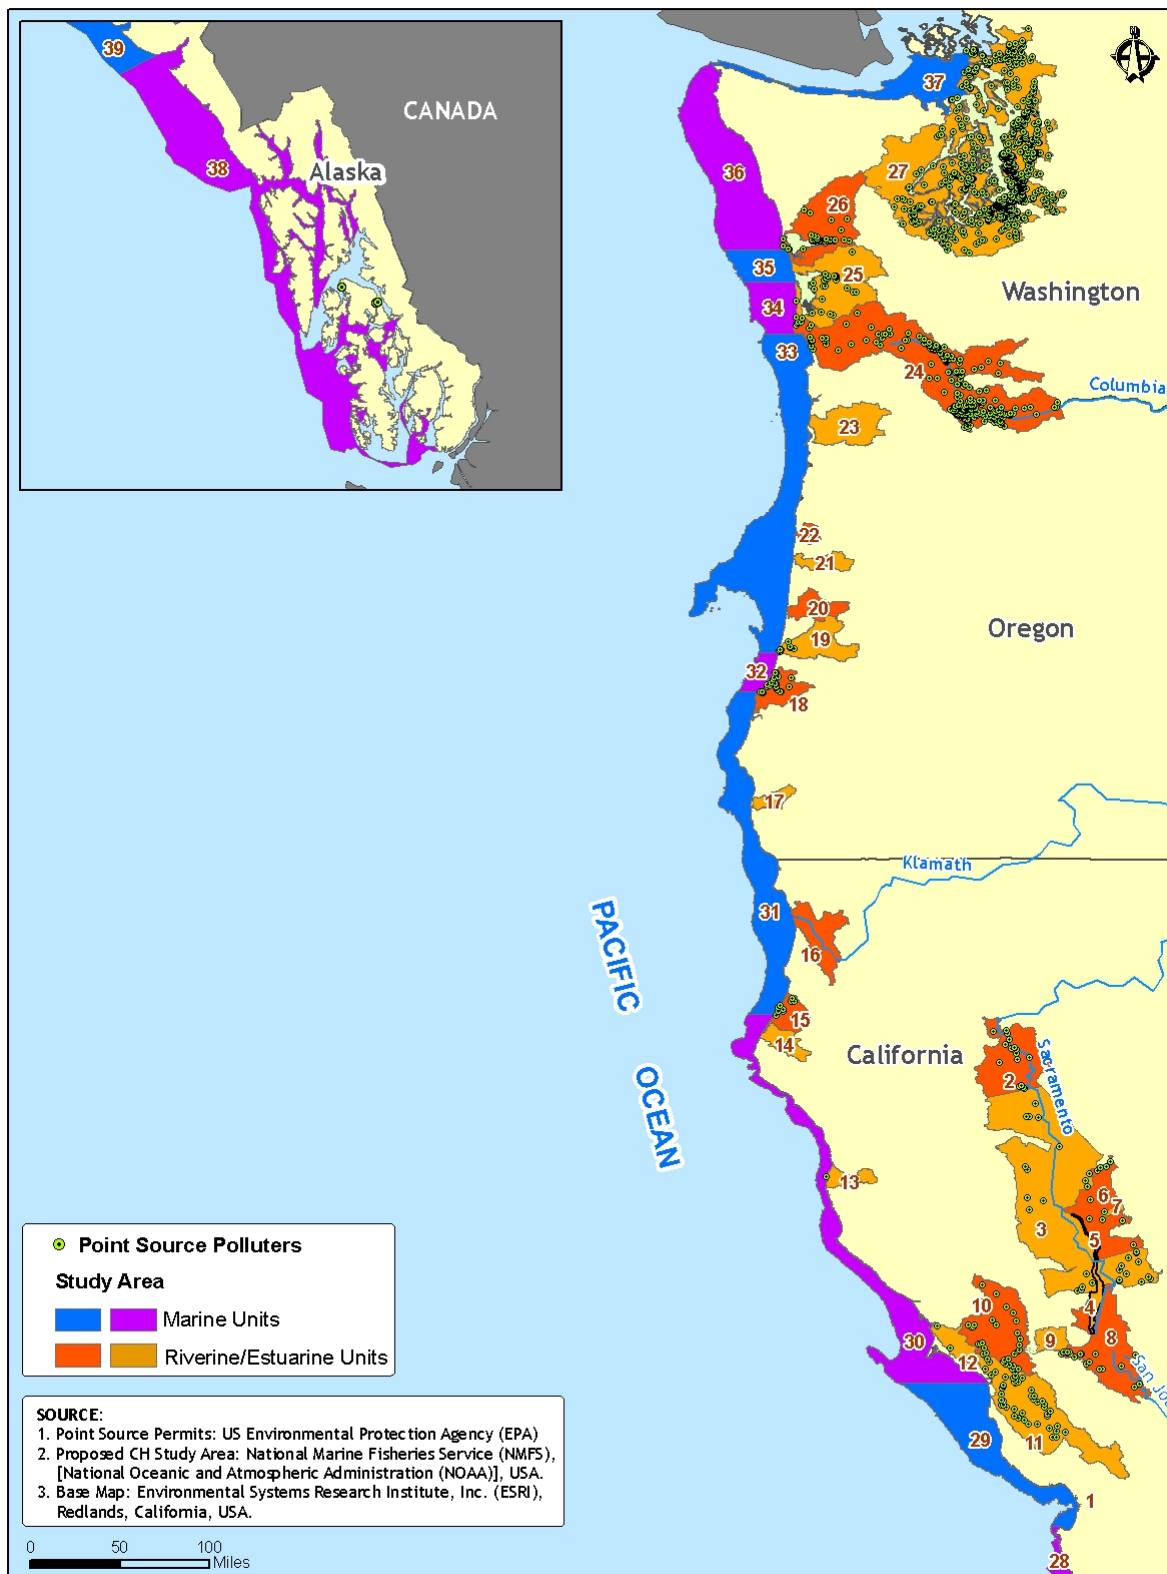 39
CANADA
38
Alaska
N
37
36
27
26
35
25
Washington
34
33
24
Columbia
23
22
21
20
Oregon
19
32
18
17
Klamath
31
16
PACIFIC
OCEAN
15
14
California
2
Sacramento
13
6
7
3
5
10
4
8
9
30
12
San Jo
29
11
1
28
Point Source Polluters
Study Area
Marine Units
Riverine/Estuarine Units
SOURCE:
1. Point Source Permits: US Environmental Protection Agency (EPA)
2. Proposed CH Study Area: National Marine Fisheries Service (NMFS),
[National Oceanic and Atmospheric Administration (NOAA)], USA.
3. Base Map: Environmental Systems Research Institute, Inc. (ESRI),
Redlands, California, USA.
0 50 100
Miles